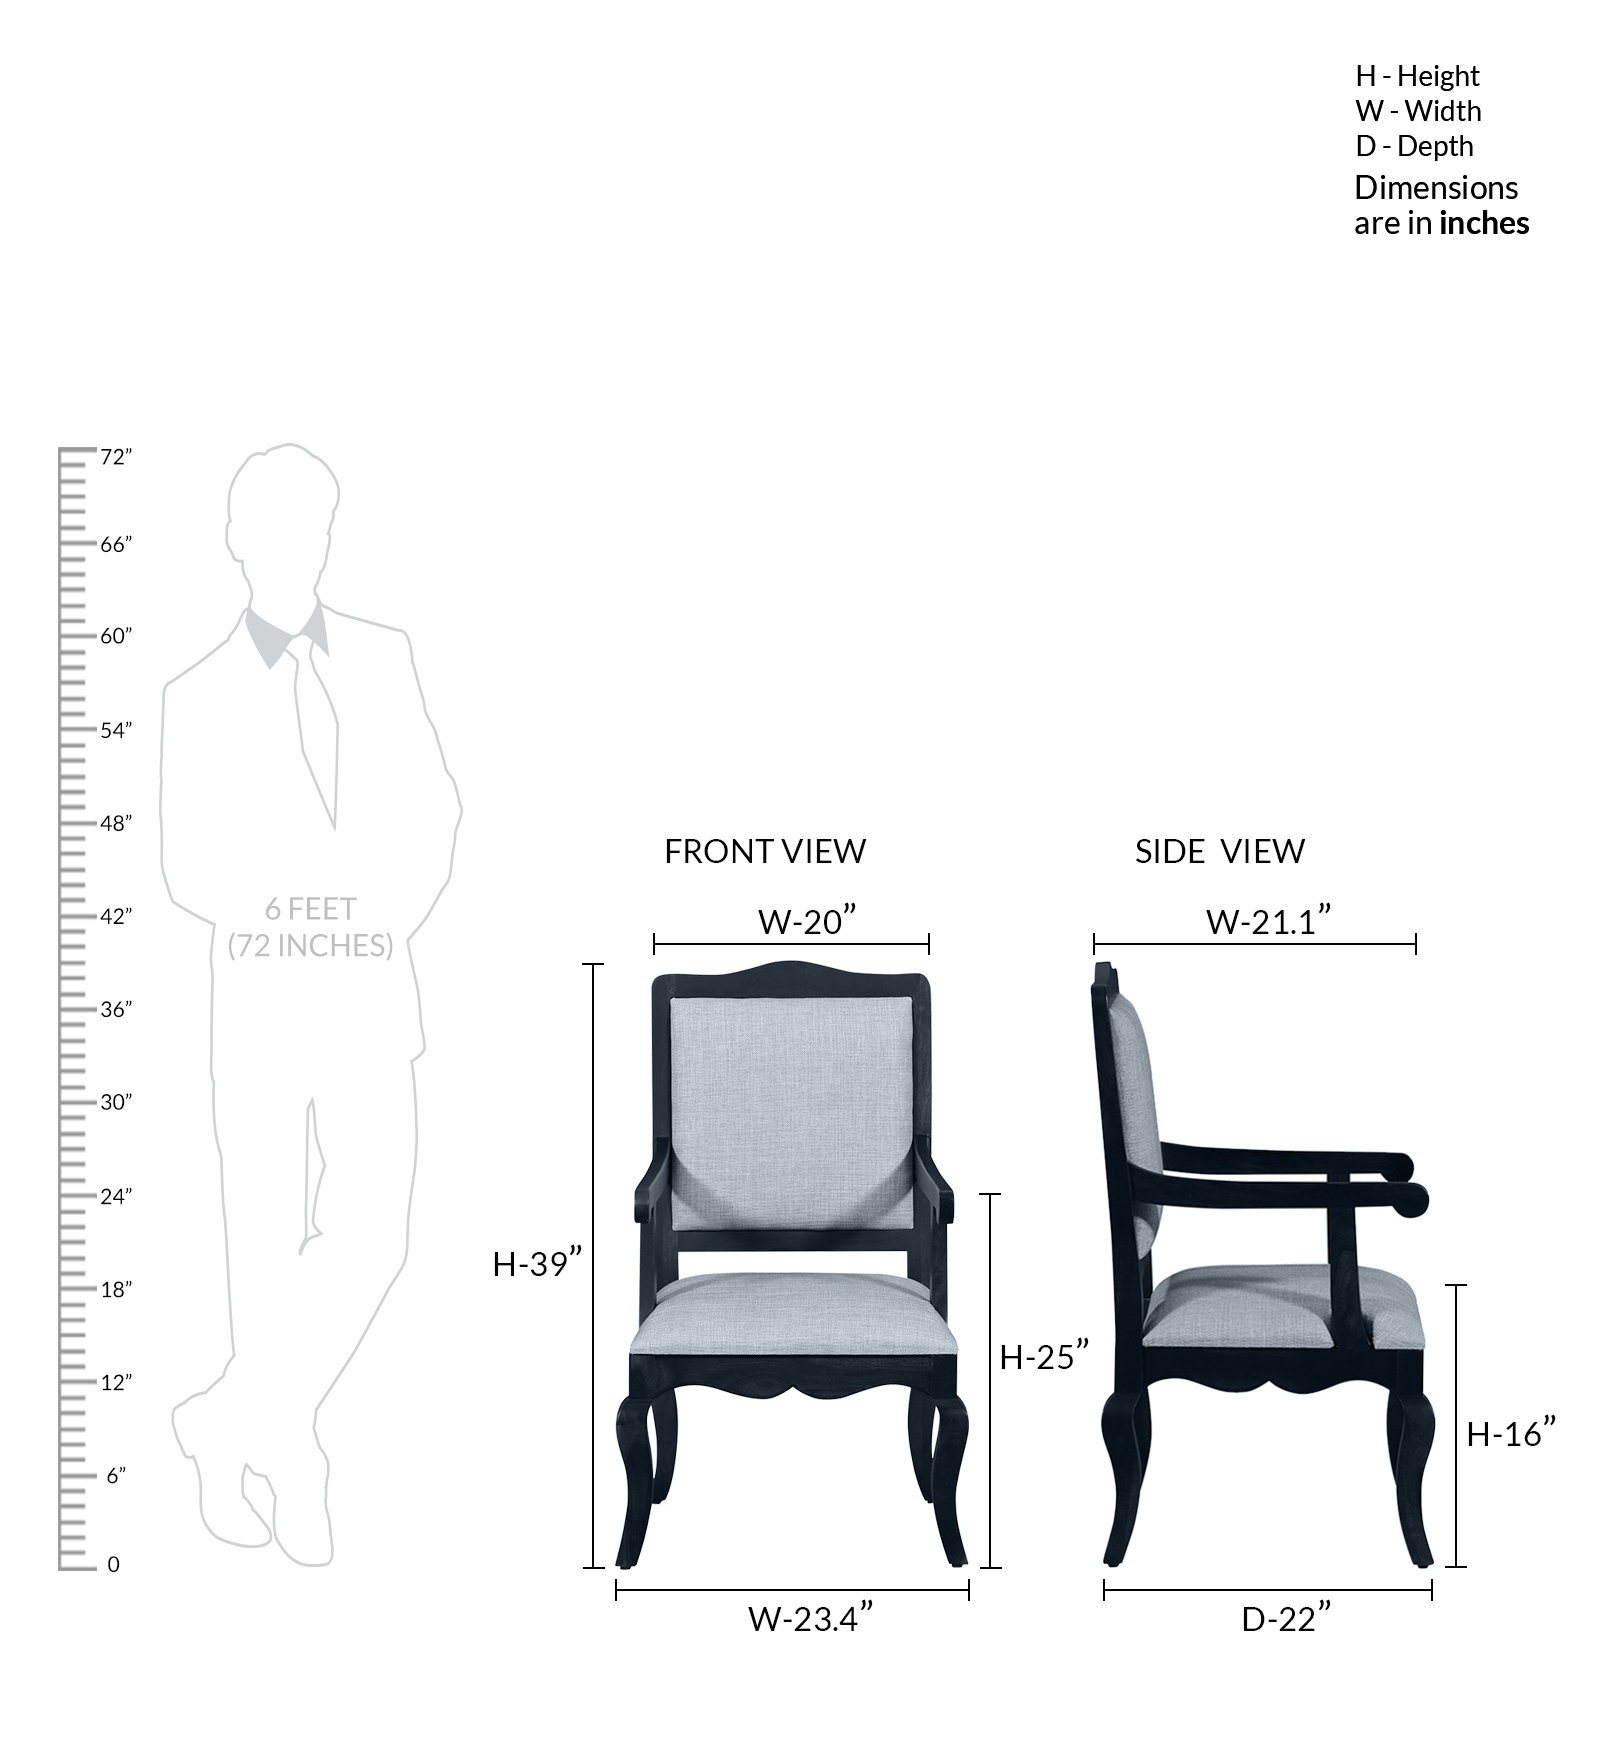 H - Height
W - Width
D - Depth
Dimensions
are in inches
72”
66”
60”
54”
48”
42”
36”
30”
24”
18”
12”
6”
0
6 FEET
(72 INCHES)
FRONT VIEW
W-20”
H-39”
H-25”
W-23.4”
SIDE VIEW
W-21.1”
H-16”
D-22”